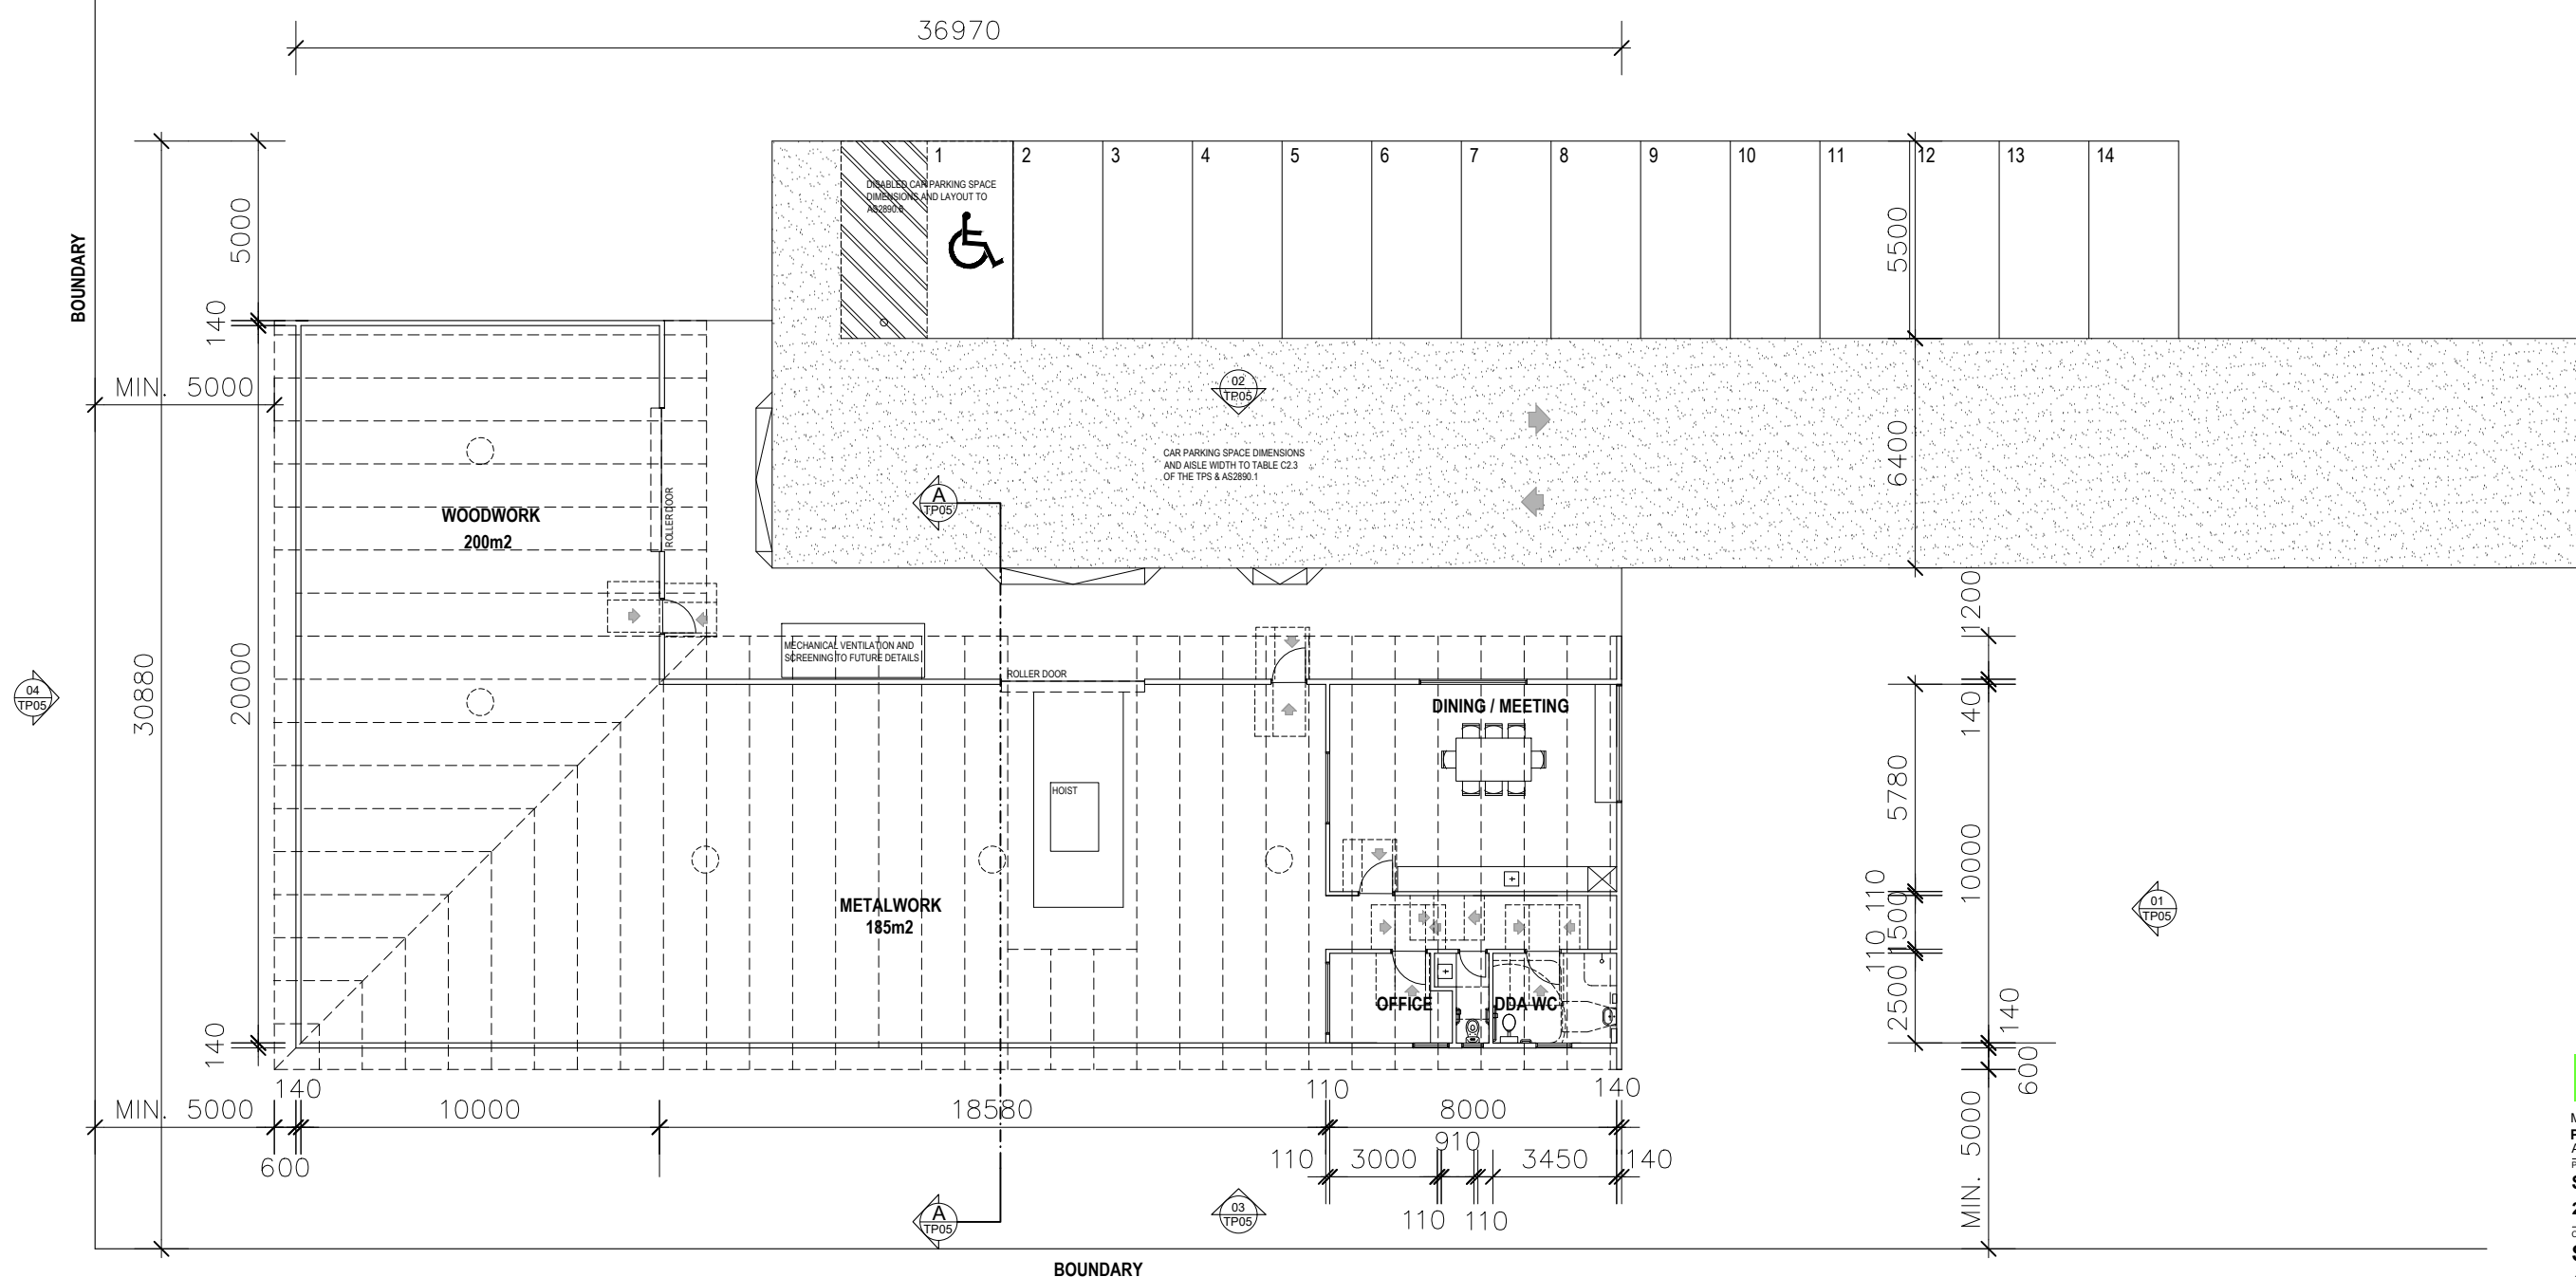 36970
1
2
3
4
5
6
7
8
9
10
11
12
13
14
DISABLED CAR PARKING SPACE
DIMENSIONS AND LAYOUT TO
AS2890.6
BOUNDARY
5000
140
5500
MIN. 5000
02
TP05
CAR PARKING SPACE DIMENSIONS
AND AISLE WIDTH TO TABLE C2.3
OF THE TPS & AS2890.1
6400
A
TP05
ROLLER DOOR
WOODWORK
200m2
1200
MECHANICAL VENTILATION AND
SCREENING TO FUTURE DETAILS
ROLLER DOOR
04
TP05
30880
20000
DINING / MEETING
140
HOIST
5780
10000
METALWORK
185m2
110
1500
110
01
TP05
OFFICE
DDA WC
2500
140
140
600
140
110
140
MIN. 5000
10000
18580
8000
600
910
110
3000
3450
140
110
110
MIN. 5000
A
TP05
03
TP05
BOUNDARY